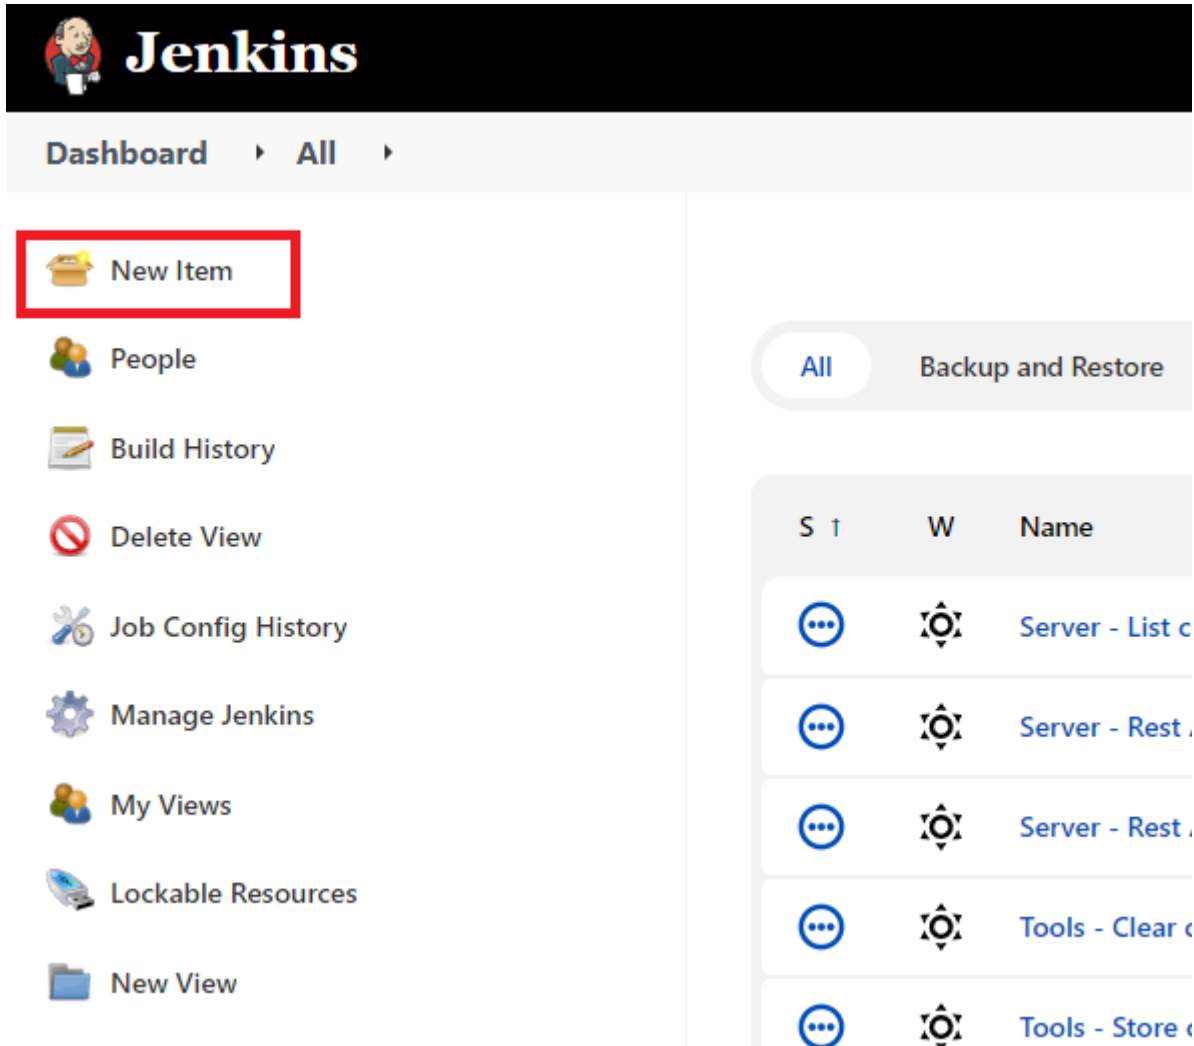 Jenkins
Dashboard All
New Item
People
Build History
Delete View
Job Config History
Manage Jenkins
My Views
Lockable Resources
New View
All Backup and Restore
S ↑ W Name
Server - List
Server - Rest
Server - Rest
Tools - Clear
Tools - Store